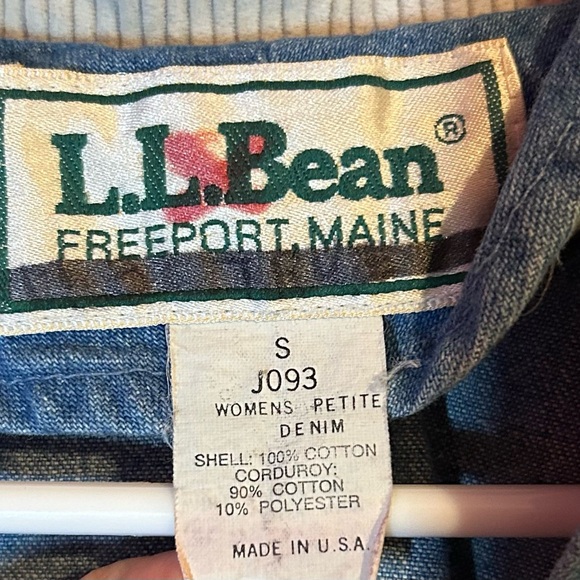 L.L.Bean®
FREEPORT, MAINE
S
J093
WOMENS PETITE
DENIM
SHELL: 100% COTTON
CORDUROY:
90% COTTON
10% POLYESTER
MADE IN U.S.A.